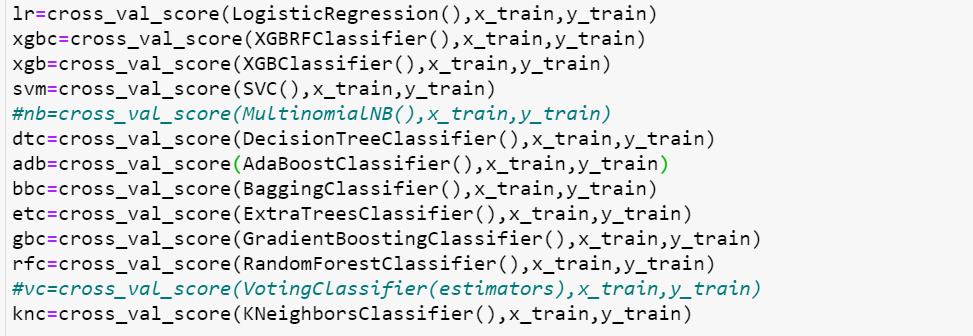 lr=cross_val_score(LogisticRegression(),x_train,y_train)
xgbc=cross_val_score(XGBRFClassifier(),x_train,y_train)
xgb=cross_val_score(XGBClassifier(),x_train,y_train)
svm=cross_val_score(SVC(),x_train,y_train)
#nb=cross_val_score(MultinomialNB(),x_train,y_train)
dtc=cross_val_score(DecisionTreeClassifier(),x_train,y_train)
adb=cross_val_score(AdaBoostClassifier(),x_train,y_train)
bbc=cross_val_score(BaggingClassifier(),x_train,y_train)
etc=cross_val_score(ExtraTreesClassifier(),x_train,y_train)
gbc=cross_val_score(GradientBoostingClassifier(),x_train,y_train)
rfc=cross_val_score(RandomForestClassifier(),x_train,y_train)
#vc=cross_val_score(VotingClassifier(estimators),x_train,y_train)
knc=cross_val_score(KNeighborsClassifier(),x_train,y_train)